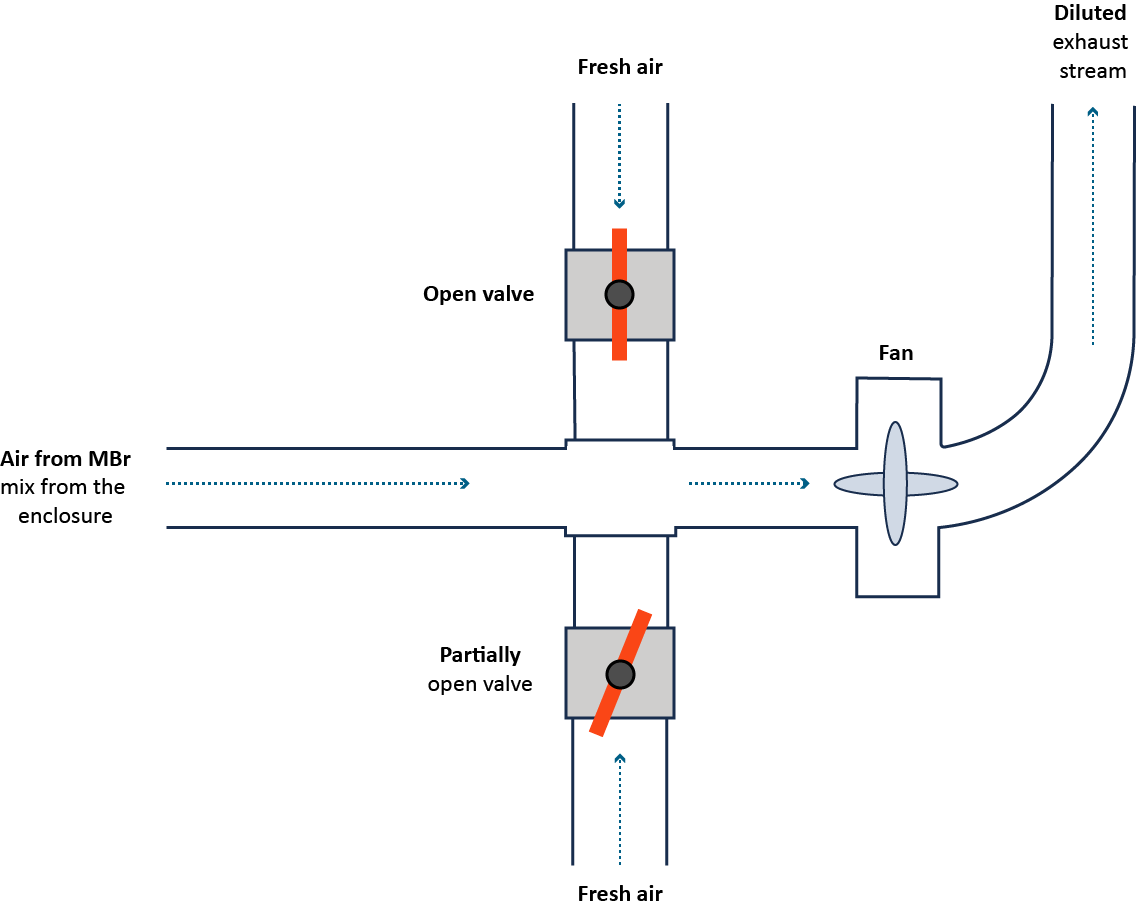 Diluted
exhaust
stream
Fresh air
Open valve
Fan
Air from MBr
mix from the
enclosure
Partially
open valve
Fresh air